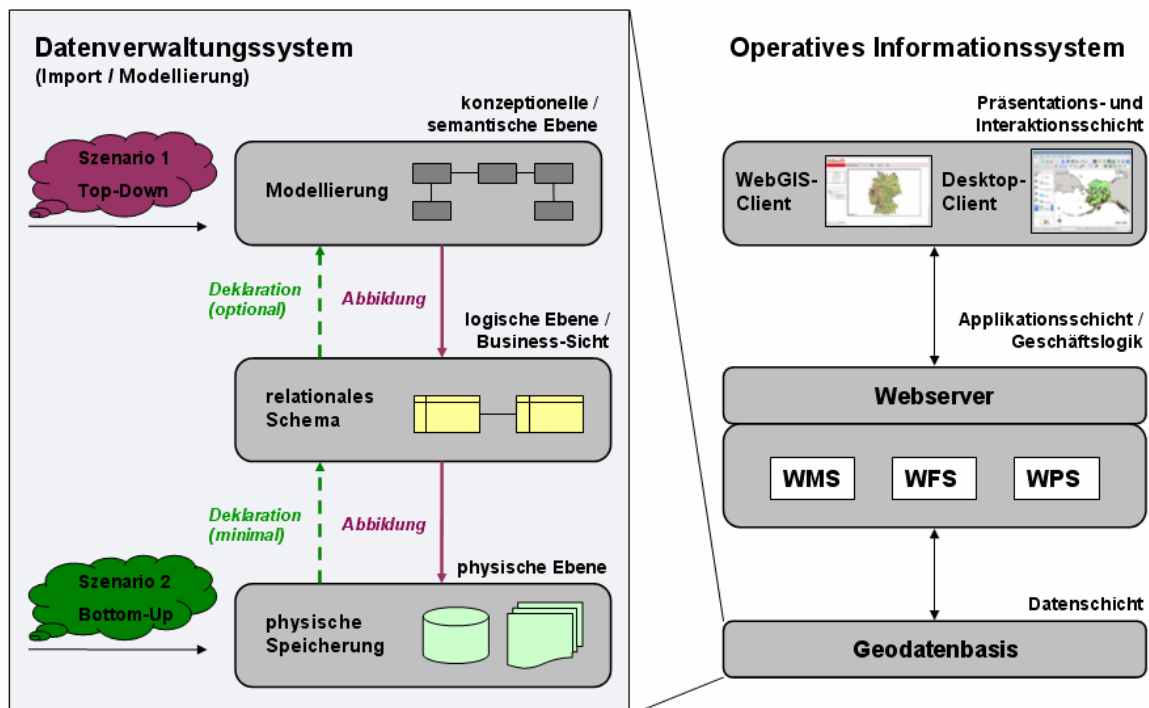 Datenverwaltungssystem
(Import / Modellierung)
konzeptionelle /
semantische Ebene
Szenario 1
Top-Down
Modellierung
Deklaration
(optional)
Abbildung
logische Ebene /
Business-Sicht
relationales
Schema
Deklaration
(minimal)
Abbildung
physische Ebene
Szenario 2
Bottom-Up
physische
Speicherung
Operatives Informationssystem
Präsentations- und
Interaktionsschicht
WebGIS-
Client
Desktop-
Client
Applikationsschicht /
Geschäftslogik
Webserver
WMS
WFS
WPS
Datenschicht
Geodatenbasis